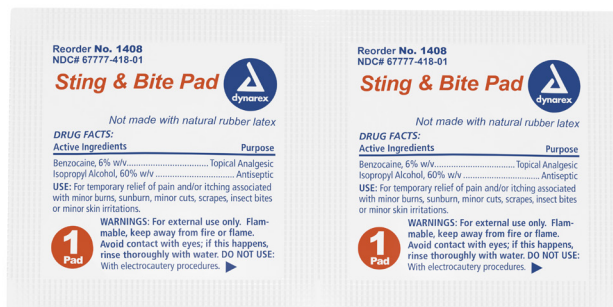 Reorder No. 1408
NDC# 67777-418-01
Sting & Bite Pad
dynarex
Not made with natural rubber latex
DRUG FACTS:
Active Ingredients Purpose
Benzocaine, 6% w/v............................... Topical Analgesic
Isopropyl Alcohol, 60% w/v .............................. Antiseptic
USE: For temporary relief of pain and/or itching associated
with minor burns, sunburn, minor cuts, scrapes, insect bites
or minor skin irritations.
1
Pad
WARNINGS: For external use only. Flam-
mable, keep away from fire or flame.
Avoid contact with eyes; if this happens,
rinse thoroughly with water. DO NOT USE:
With electrocautery procedures.
Reorder No. 1408
NDC# 67777-418-01
Sting & Bite Pad
dynarex
Not made with natural rubber latex
DRUG FACTS:
Active Ingredients Purpose
Benzocaine, 6% w/v............................... Topical Analgesic
Isopropyl Alcohol, 60% w/v .............................. Antiseptic
USE: For temporary relief of pain and/or itching associated
with minor burns, sunburn, minor cuts, scrapes, insect bites
or minor skin irritations.
1
Pad
WARNINGS: For external use only. Flam-
mable, keep away from fire or flame.
Avoid contact with eyes; if this happens,
rinse thoroughly with water. DO NOT USE:
With electrocautery procedures.